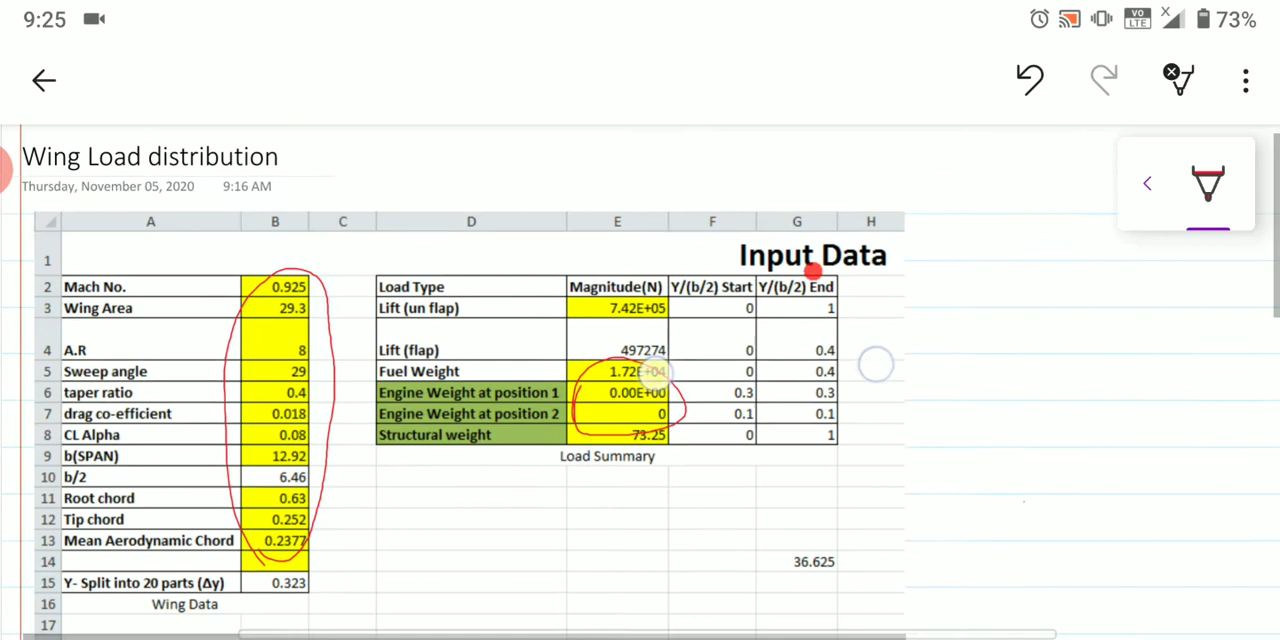 9:25
VO LTE X 73%
Wing Load distribution
Thursday, November 05, 2020 9:16 AM
A B C D E F G H
1 Input Data
2 Mach No. 0.925 Load Type Magnitude(N) Y/(b/2) Start Y/(b/2) End
3 Wing Area 29.3 Lift (un flap) 7.42E+05 0 1
4 A.R 8 Lift (flap) 497274 0 0.4
5 Sweep angle 29 Fuel Weight 1.72E+04 0 0.4
6 taper ratio 0.4 Engine Weight at position 1 0.00E+00 0.3 0.3
7 drag co-efficient 0.018 Engine Weight at position 2 0 0.1 0.1
8 CL Alpha 0.08 Structural weight 73.25 0 1
9 b(SPAN) 12.92 Load Summary
10 b/2 6.46
11 Root chord 0.63
12 Tip chord 0.252
13 Mean Aerodynamic Chord 0.2377
14 36.625
15 Y- Split into 20 parts (Δy) 0.323
16 Wing Data
17